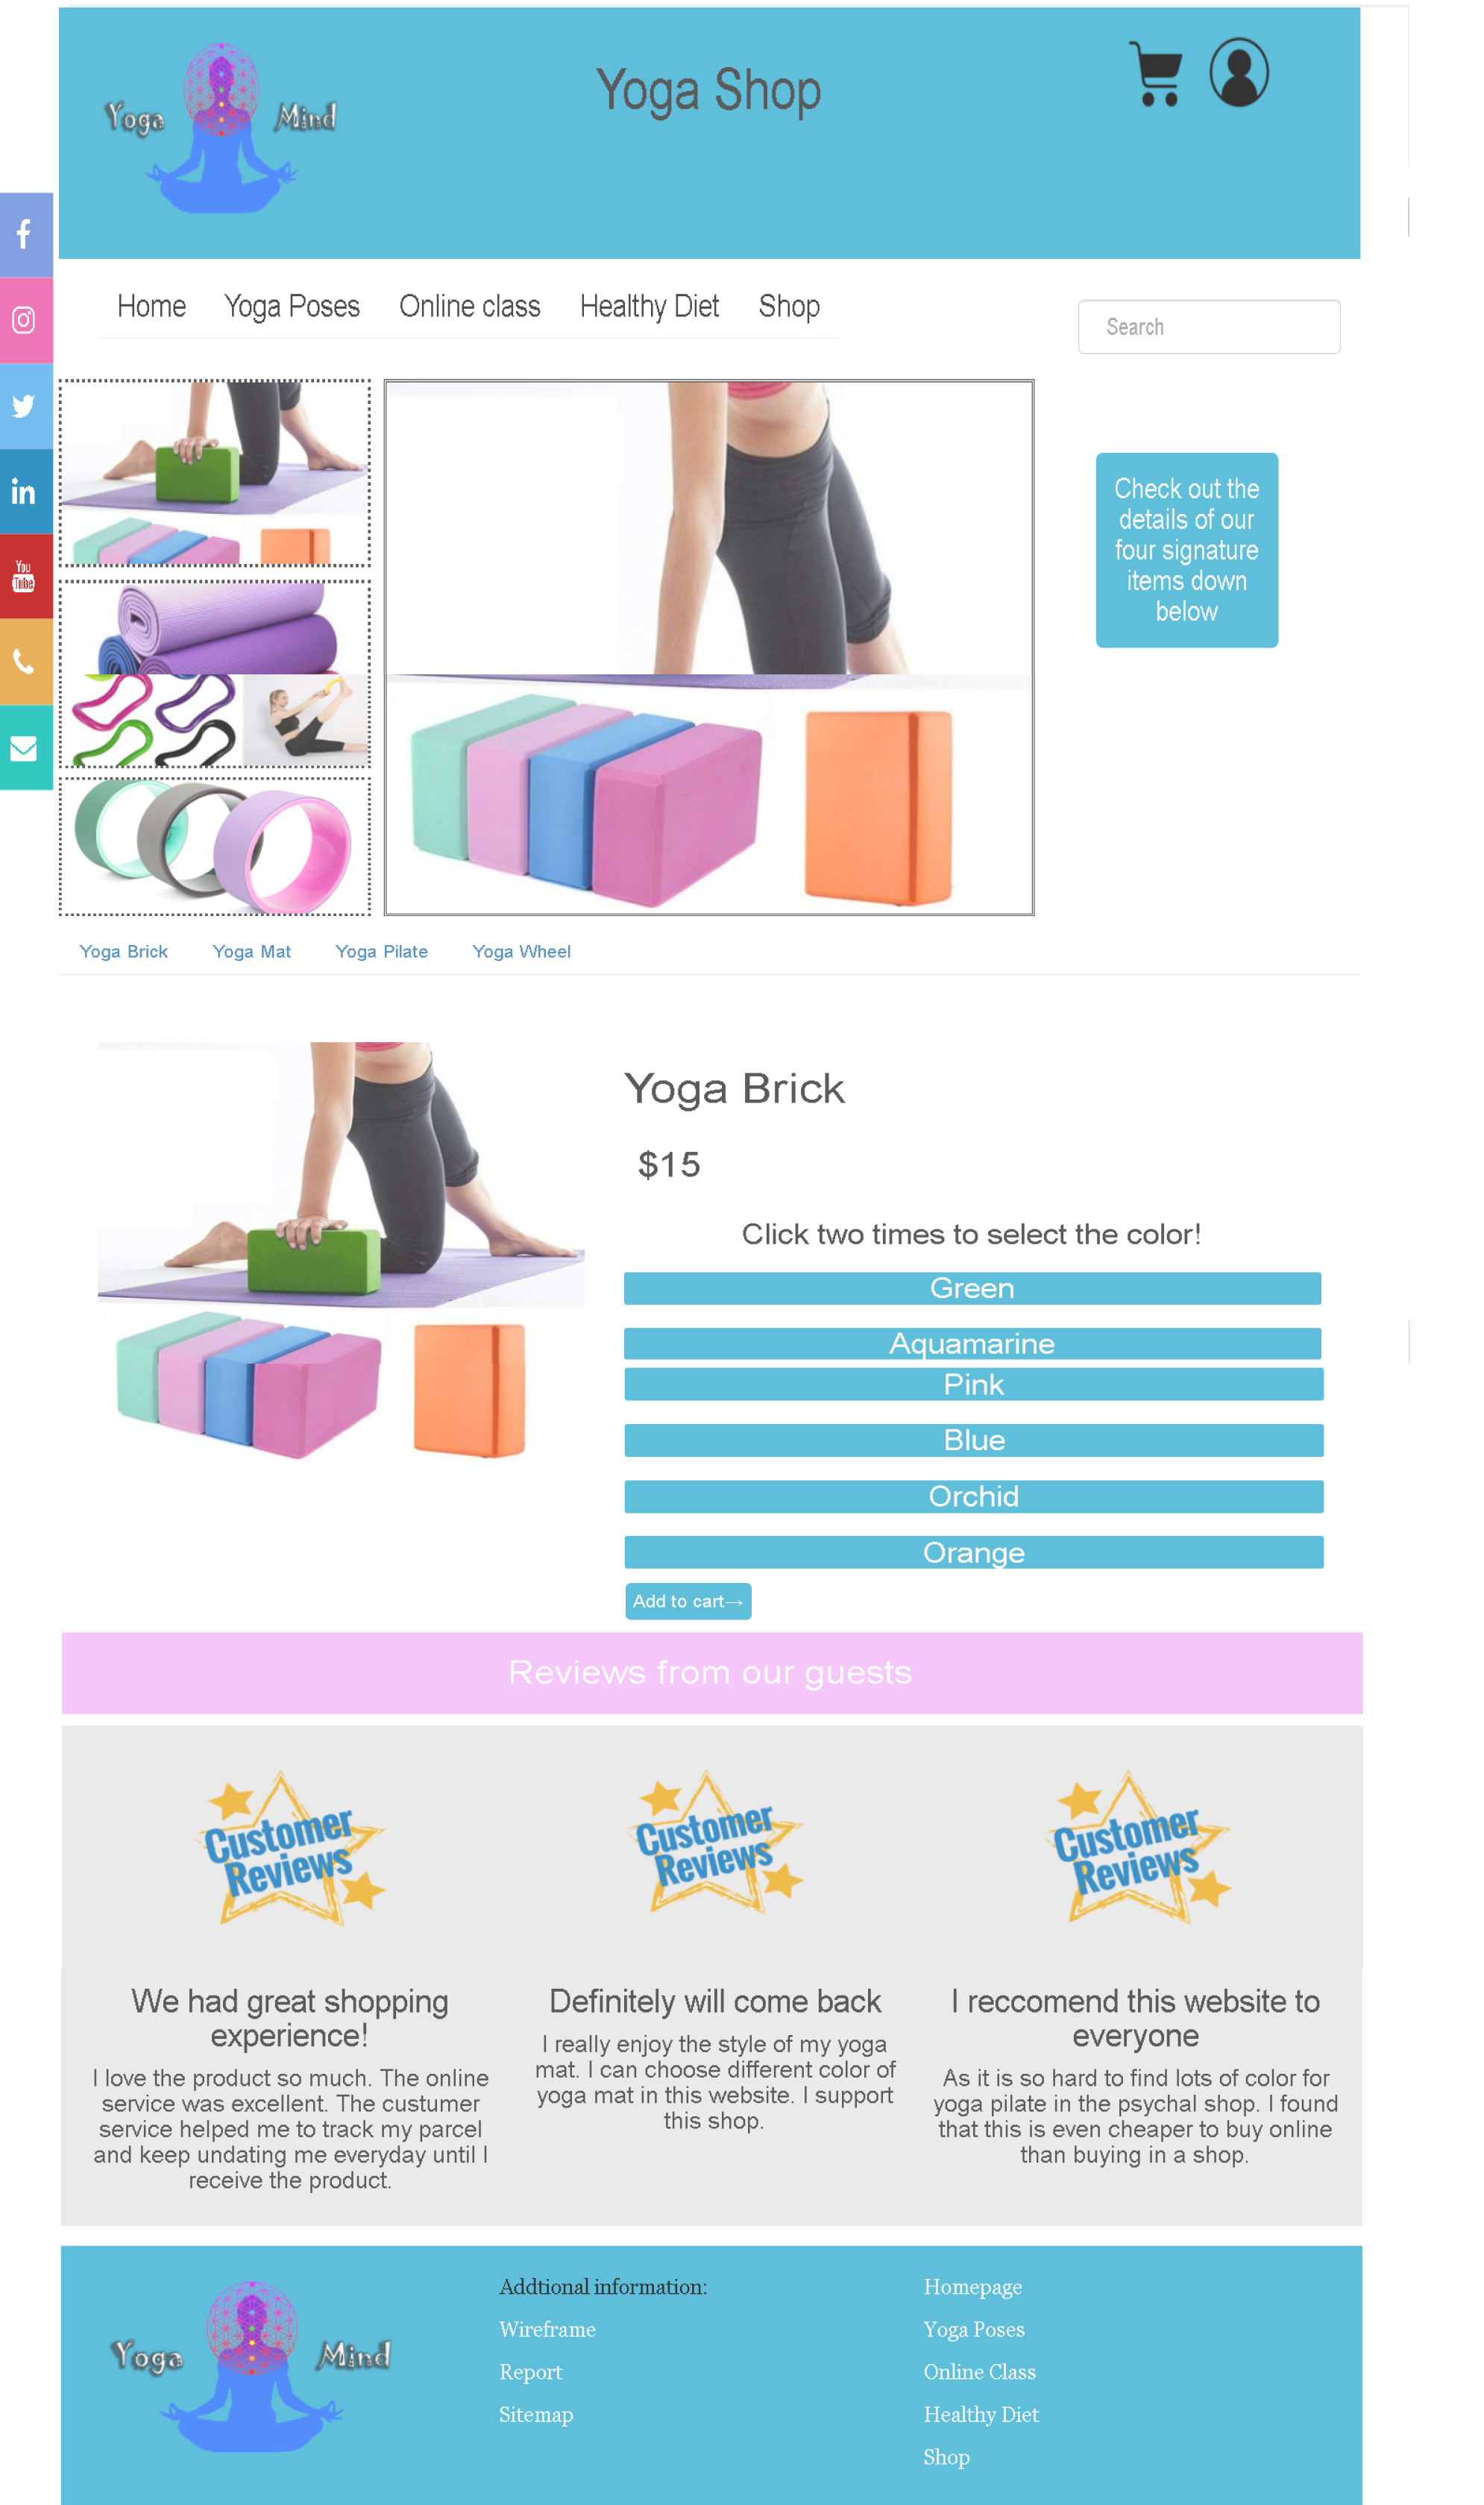 Yoga Mind
Yoga Shop
Home Yoga Poses Online class Healthy Diet Shop
Search
f
in
You
Tube
Check out the
details of our
four signature
items down
below
Yoga Brick Yoga Mat Yoga Pilate Yoga Wheel
Yoga Brick
$15
Click two times to select the color!
Green
Aquamarine
Pink
Blue
Orchid
Orange
Add to cart→
Reviews from our guests
Customer
Reviews
Customer
Reviews
Customer
Reviews
We had great shopping
experience!
I love the product so much. The online
service was excellent. The custumer
service helped me to track my parcel
and keep undating me everyday until I
receive the product.
Definitely will come back
I really enjoy the style of my yoga
mat. I can choose different color of
yoga mat in this website. I support
this shop.
I reccomend this website to
everyone
As it is so hard to find lots of color for
yoga pilate in the psychal shop. I found
that this is even cheaper to buy online
than buying in a shop.
Yoga Mind
Addtional information:
Wireframe
Report
Sitemap
Homepage
Yoga Poses
Online Class
Healthy Diet
Shop